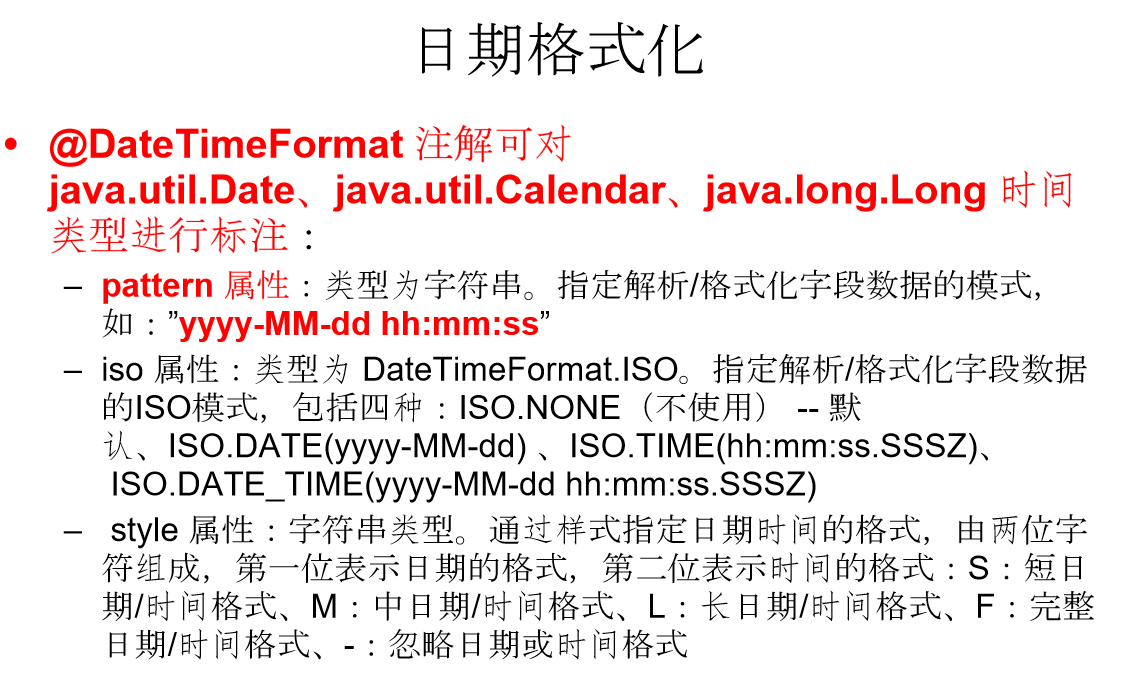 日期格式化
• @DateTimeFormat 注解可对
java.util.Date、java.util.Calendar、java.long.Long 时间
类型进行标注：
– pattern 属性：类型为字符串。指定解析/格式化字段数据的模式，
如：”yyyy-MM-dd hh:mm:ss”
– iso 属性：类型为 DateTimeFormat.ISO。指定解析/格式化字段数据
的ISO模式，包括四种：ISO.NONE（不使用） -- 默
认、ISO.DATE(yyyy-MM-dd) 、ISO.TIME(hh:mm:ss.SSSZ)、
ISO.DATE_TIME(yyyy-MM-dd hh:mm:ss.SSSZ)
– style 属性：字符串类型。通过样式指定日期时间的格式，由两位字
符组成，第一位表示日期的格式，第二位表示时间的格式：S：短日
期/时间格式、M：中日期/时间格式、L：长日期/时间格式、F：完整
日期/时间格式、-：忽略日期或时间格式